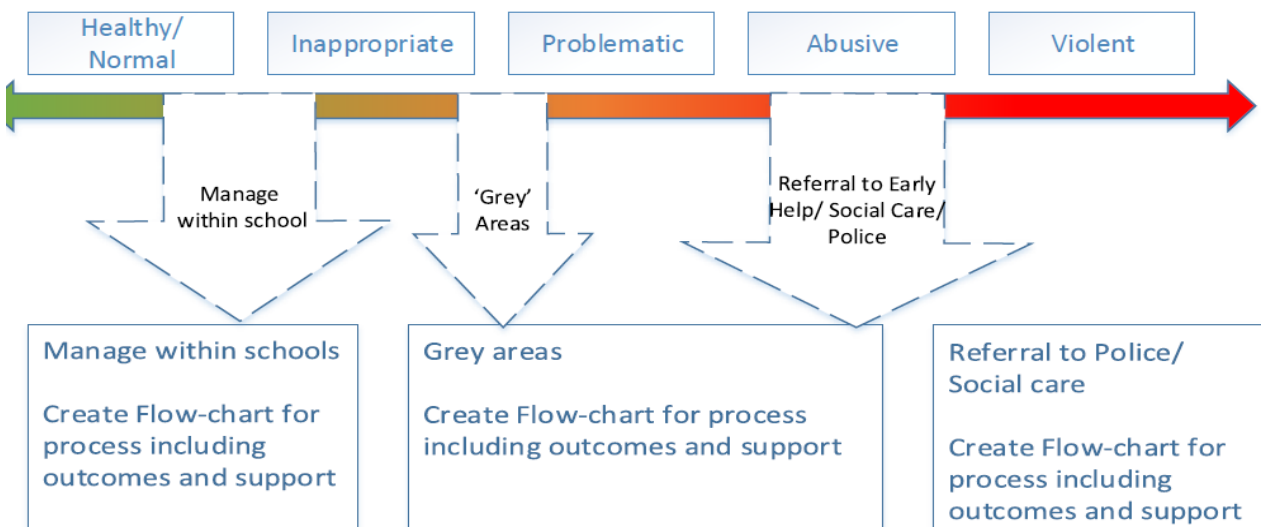 Healthy/
Normal
Inappropriate
Problematic
Abusive
Violent
Manage
within school
‘Grey’
Areas
Referral to Early
Help/ Social Care/
Police
Manage within schools
Create Flow-chart for
process including
outcomes and support
Grey areas
Create Flow-chart for process
including outcomes and support
Referral to Police/
Social care
Create Flow-chart for
process including
outcomes and support